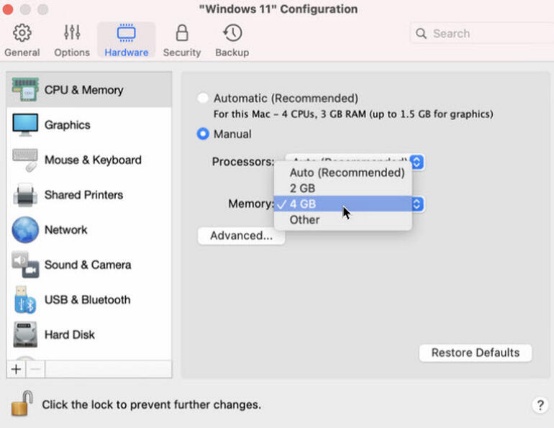 "Windows 11" Configuration
General
Options
Hardware
Security
Backup
Search
CPU & Memory
Graphics
Mouse & Keyboard
Shared Printers
Network
Sound & Camera
USB & Bluetooth
Hard Disk
+ −
Automatic (Recommended)
For this Mac – 4 CPUs, 3 GB RAM (up to 1.5 GB for graphics)
Manual
Processors:
Auto (Recommended)
2 GB
Memory: ✓ 4 GB
Other
Advanced...
Restore Defaults
Click the lock to prevent further changes.
?